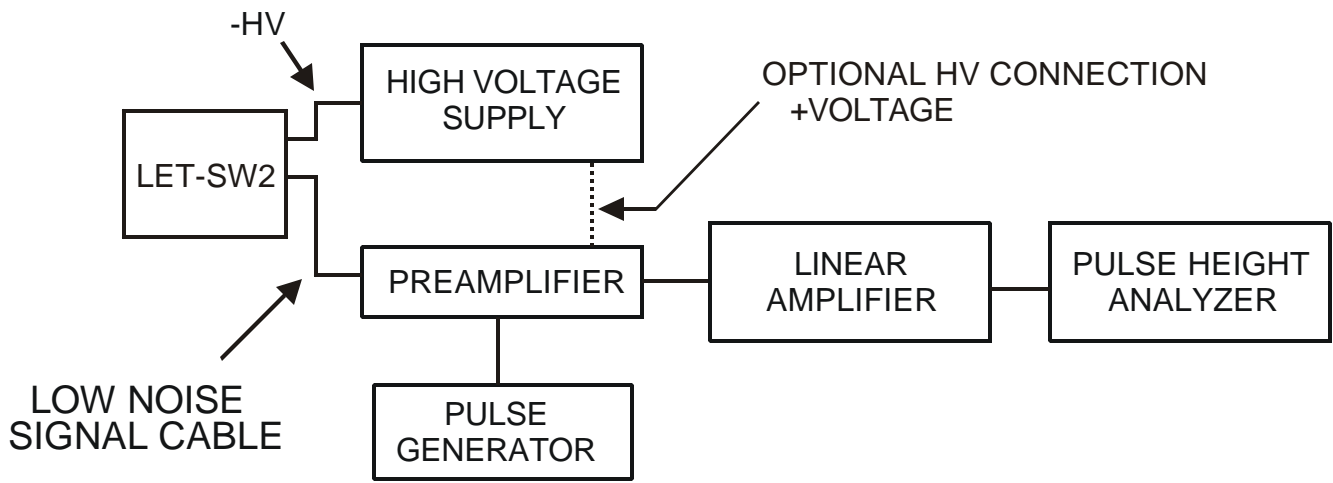 -HV
HIGH VOLTAGE
SUPPLY
OPTIONAL HV CONNECTION
+VOLTAGE
LET-SW2
PREAMPLIFIER
LINEAR
AMPLIFIER
PULSE HEIGHT
ANALYZER
LOW NOISE
SIGNAL CABLE
PULSE
GENERATOR